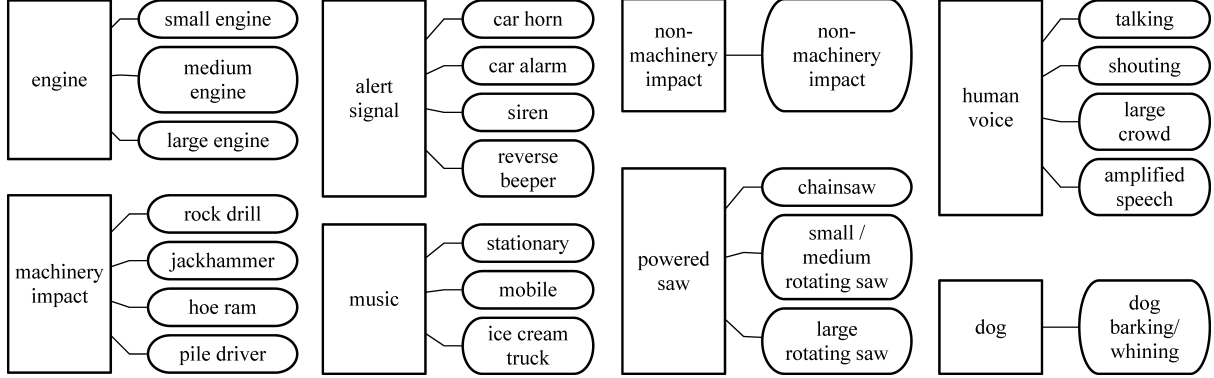 engine
small engine
medium
engine
large engine
machinery
impact
rock drill
jackhammer
hoe ram
pile driver
alert
signal
car horn
car alarm
siren
reverse
beeper
music
stationary
mobile
ice cream
truck
non-
machinery
impact
non-
machinery
impact
powered
saw
chainsaw
small /
medium
rotating saw
large
rotating saw
human
voice
talking
shouting
large
crowd
amplified
speech
dog
dog
barking/
whining